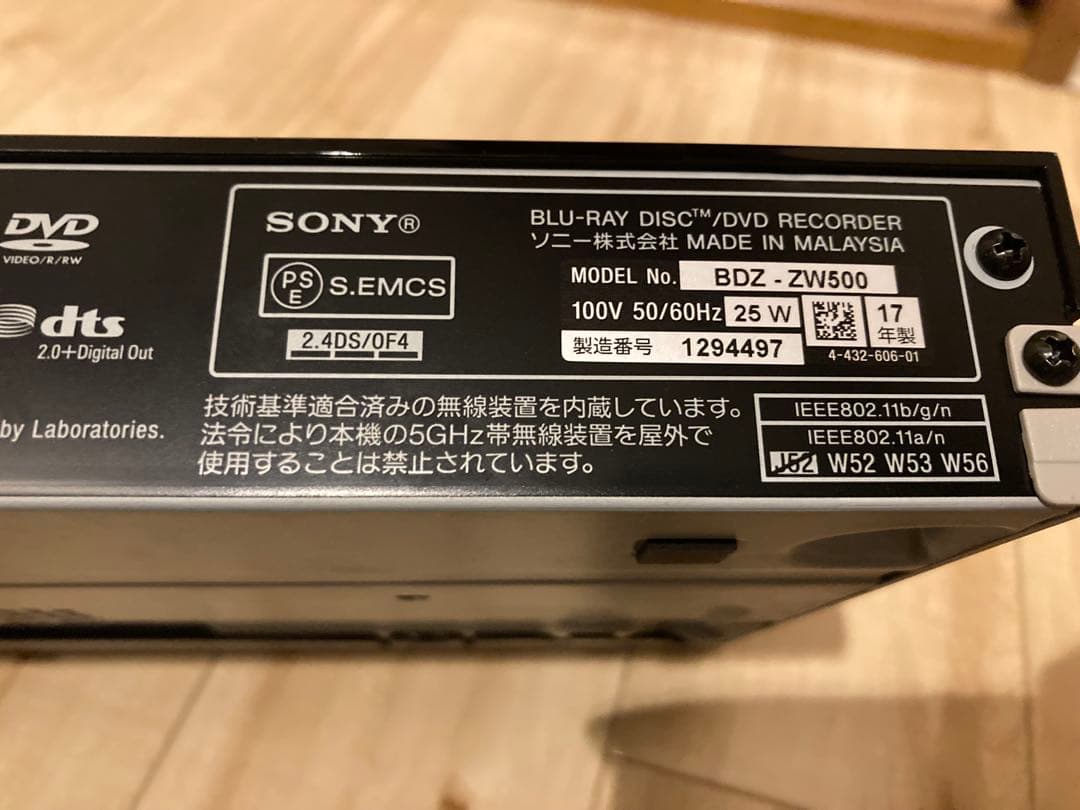 DVD
VIDEO/R/RW
dts
2.0+Digital Out
by Laboratories.
SONY®
PSE S.EMCS
2.4DS/OF4
BLU-RAY DISC™/DVD RECORDER
ソニー株式会社 MADE IN MALAYSIA
MODEL No. BDZ - ZW500
100V 50/60Hz 25 W
17年製
製造番号 1294497
4-432-606-01
技術基準適合済みの無線装置を内蔵しています。
法令により本機の5GHz帯無線装置を屋外で
使用することは禁止されています。
IEEE802.11b/g/n
IEEE802.11a/n
J52 W52 W53 W56